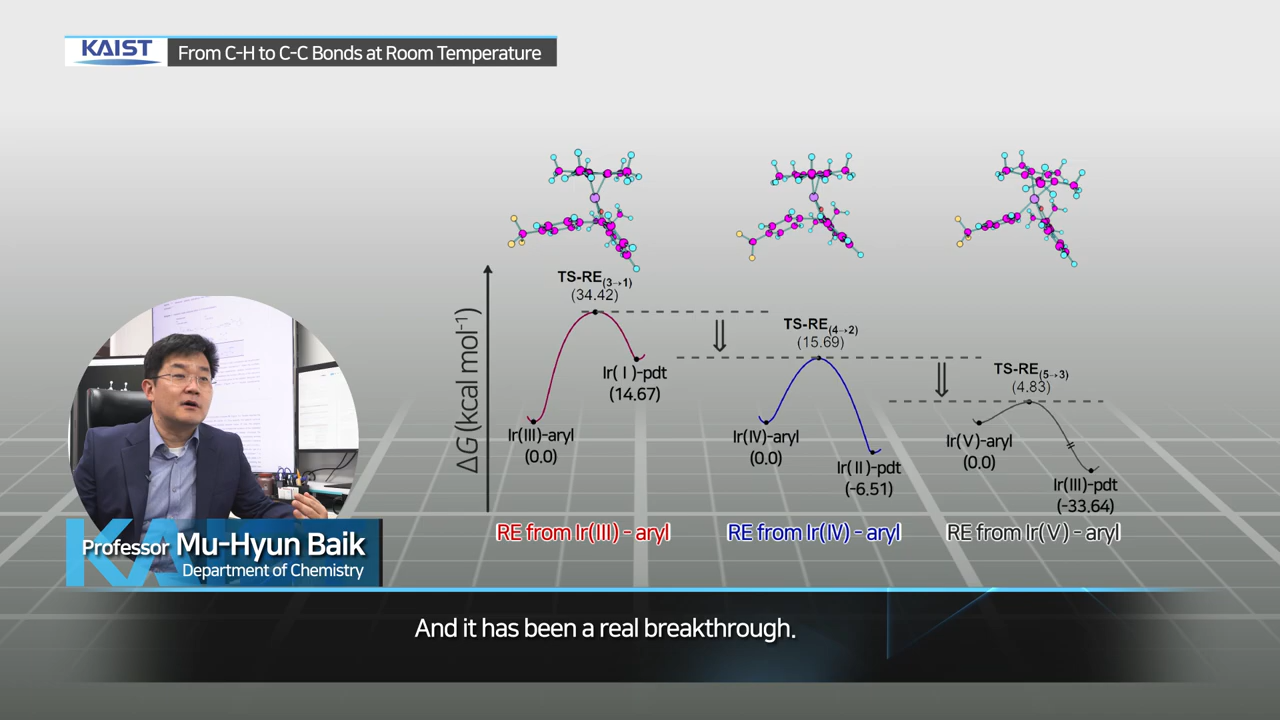 KAIST
From C-H to C-C Bonds at Room Temperature
TS-RE(3→1)
(34.42)
TS-RE(4→2)
(15.69)
TS-RE(5→3)
(4.83)
ΔG (kcal mol⁻¹)
Ir(Ⅰ)-pdt
(14.67)
Ir(III)-aryl
(0.0)
Ir(IV)-aryl
(0.0)
Ir(Ⅱ)-pdt
(-6.51)
Ir(V)-aryl
(0.0)
Ir(III)-pdt
(-33.64)
RE from Ir(III) - aryl
RE from Ir(IV) - aryl
RE from Ir(V) - aryl
KAI
Professor Mu-Hyun Baik
Department of Chemistry
And it has been a real breakthrough.